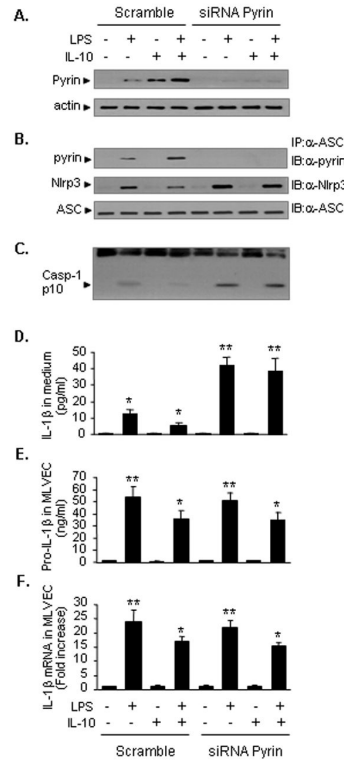 A.
Scramble siRNA Pyrin
LPS - + - + - + - +
IL-10 - - + + - - + +
Pyrin
actin
B.
IP:α-ASC
pyrin IB:α-pyrin
Nlrp3 IB:α-Nlrp3
ASC IB:α-ASC
C.
Casp-1
p10
D.
IL-1β in medium
(pg/ml)
60
50
40
30
20
10
0
* * ** **
E.
Pro-IL-1β in MLVEC
(ng/ml)
70
60
50
40
30
20
10
0
** * ** *
F.
IL-1β mRNA in MLVEC
(Fold increase)
30
25
20
15
10
5
0
** * ** *
LPS - + - + - + - +
IL-10 - - + + - - + +
Scramble siRNA Pyrin